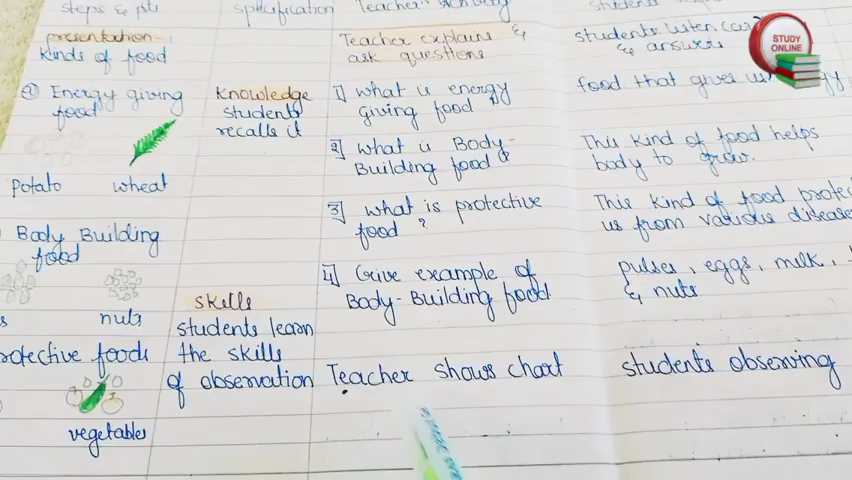 steps & pts
specification
Teacher
presentation -
kinds of food
Teacher explains &
ask questions
students listen
& answers
STUDY
ONLINE
Energy giving
food
Knowledge
students
recalls it
1] what is energy
giving food ?
food that gives us
2] what is Body-
Building food ?
This kind of food helps
body to grow.
potato wheat
3] what is protective
food ?
This kind of food
us from various
Body Building
food
4] Give example of
Body-Building food
pulses, eggs, milk,
& nuts
nuts
skills
students learn
the skills
of observation
foods
vegetables
Teacher shows chart
students observing